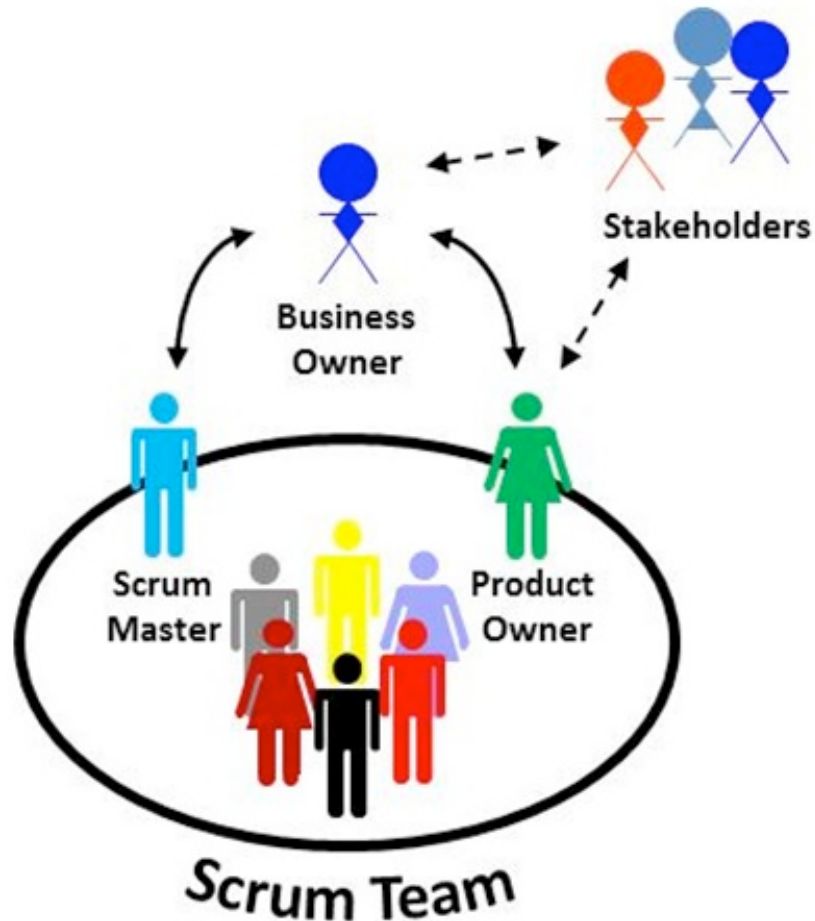 Stakeholders
Business
Owner
Scrum
Master
Product
Owner
Scrum Team